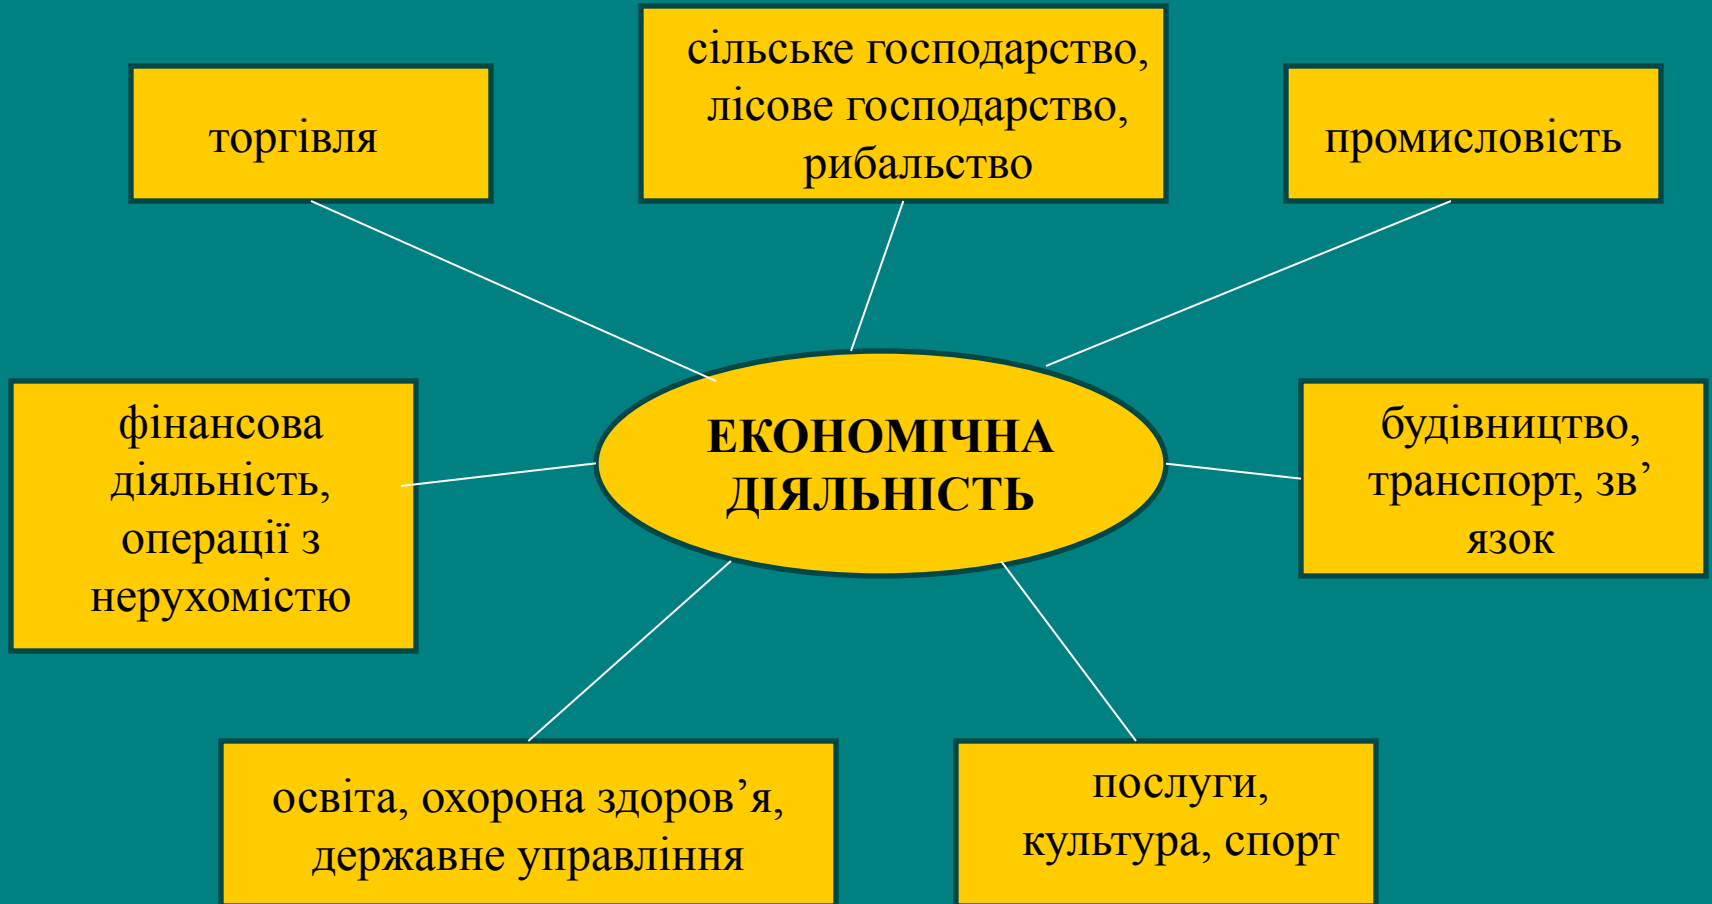 торгівля
сільське господарство,
лісове господарство,
рибальство
промисловість
фінансова
діяльність,
операції з
нерухомістю
ЕКОНОМІЧНА
ДІЯЛЬНІСТЬ
будівництво,
транспорт, зв’
язок
освіта, охорона здоров’я,
державне управління
послуги,
культура, спорт